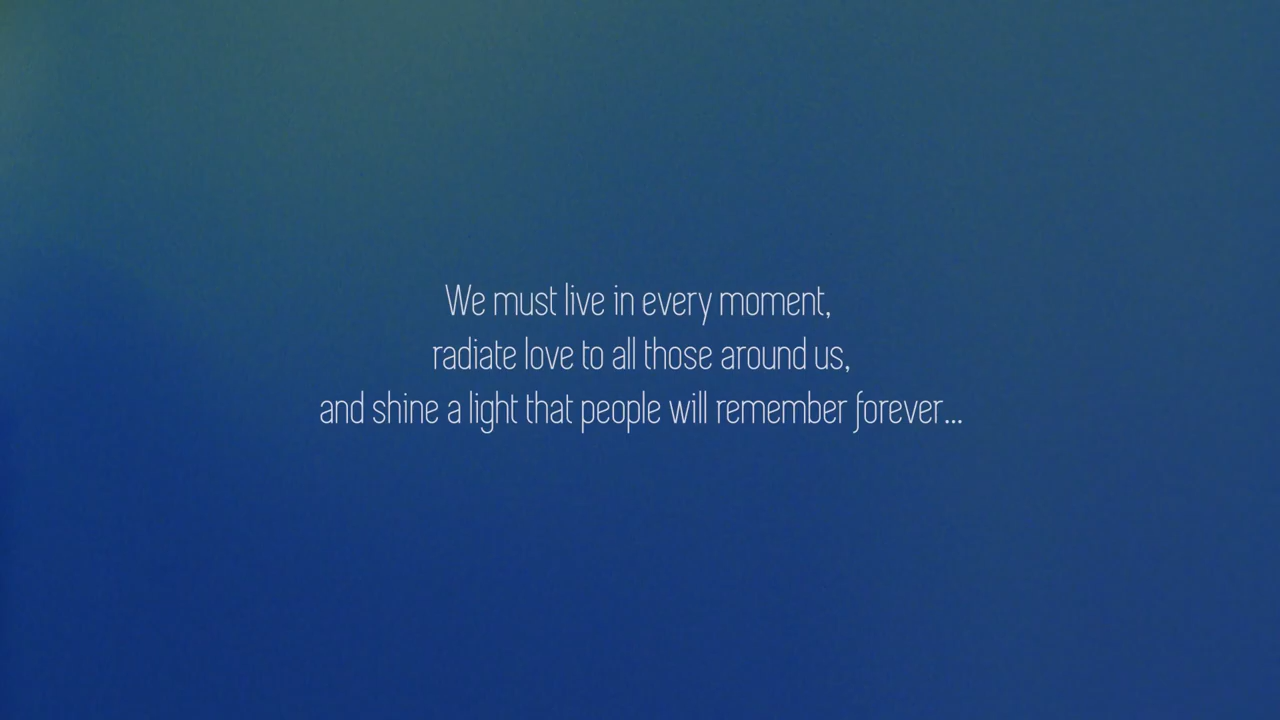 We must live in every moment,
radiate love to all those around us,
and shine a light that people will remember forever...